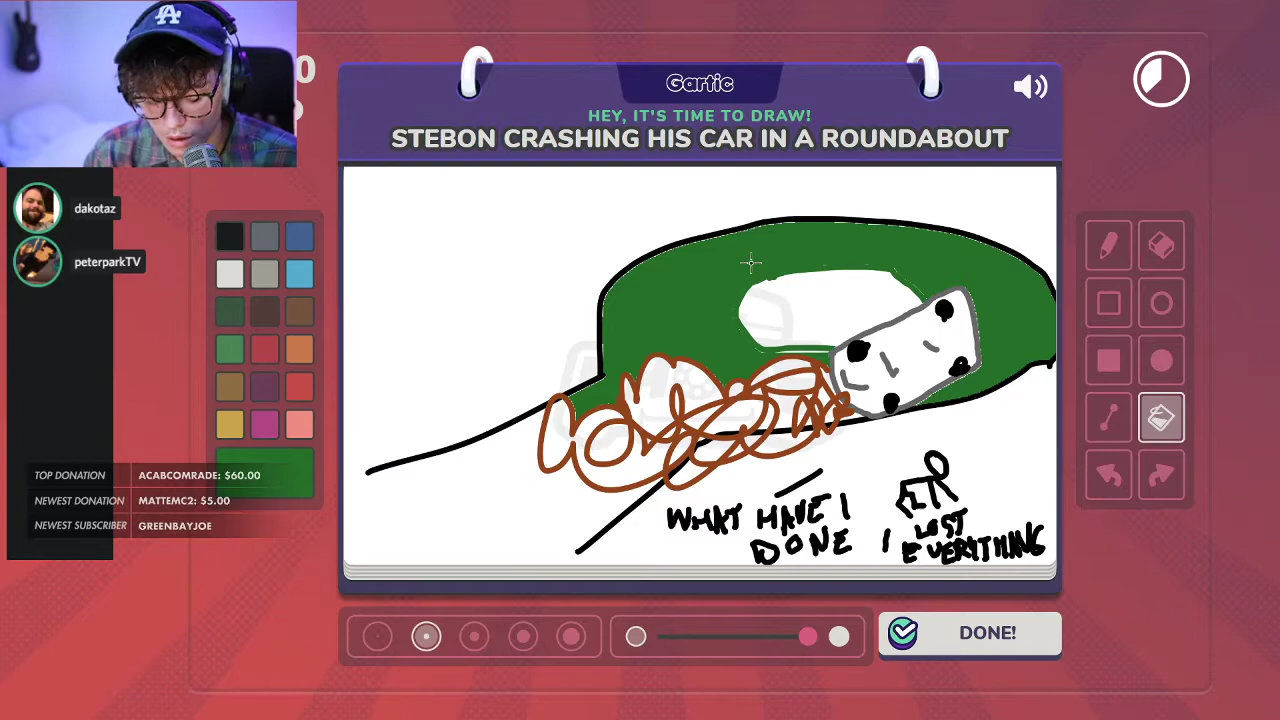 Gartic
HEY, IT'S TIME TO DRAW!
STEBON CRASHING HIS CAR IN A ROUNDABOUT
dakotaz
peterparkTV
TOP DONATION ACABCOMRADE: $60.00
NEWEST DONATION MATTEMC2: $5.00
NEWEST SUBSCRIBER GREENBAYJOE
WHAT HAVE I
DONE
I LOST
EVERYTHING
DONE!